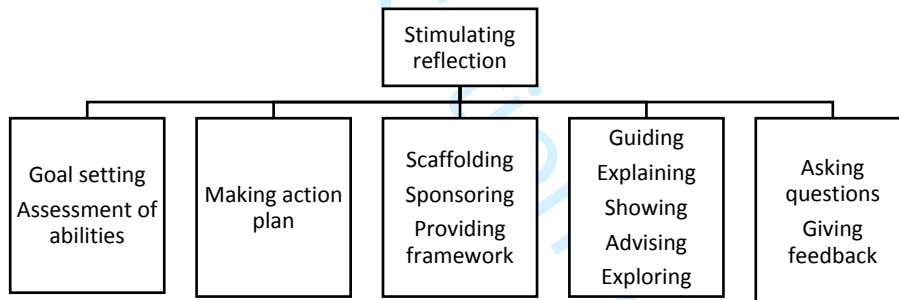 Stimulating
reflection
Goal setting
Assessment of
abilities
Making action
plan
Scaffolding
Sponsoring
Providing
framework
Guiding
Explaining
Showing
Advising
Exploring
Asking
questions
Giving
feedback